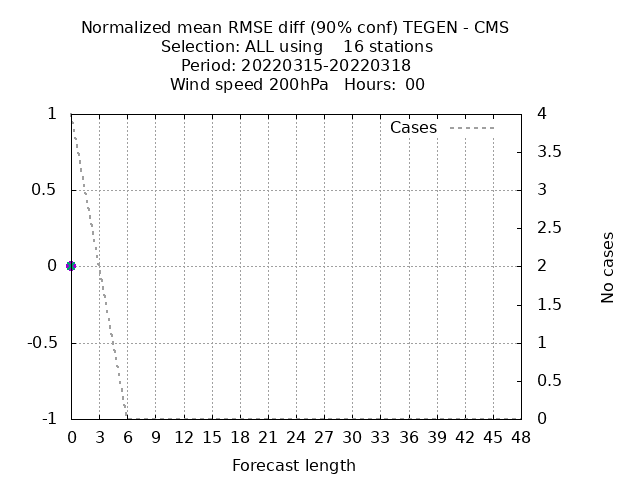 Normalized mean RMSE diff (90% conf) TEGEN - CMS
Selection: ALL using    16 stations
Period: 20220315-20220318
Wind speed 200hPa   Hours:  00
1
0.5
0
-0.5
-1
Cases
4
3.5
3
2.5
2
1.5
1
0.5
0
No cases
0 3 6 9 12 15 18 21 24 27 30 33 36 39 42 45 48
Forecast length